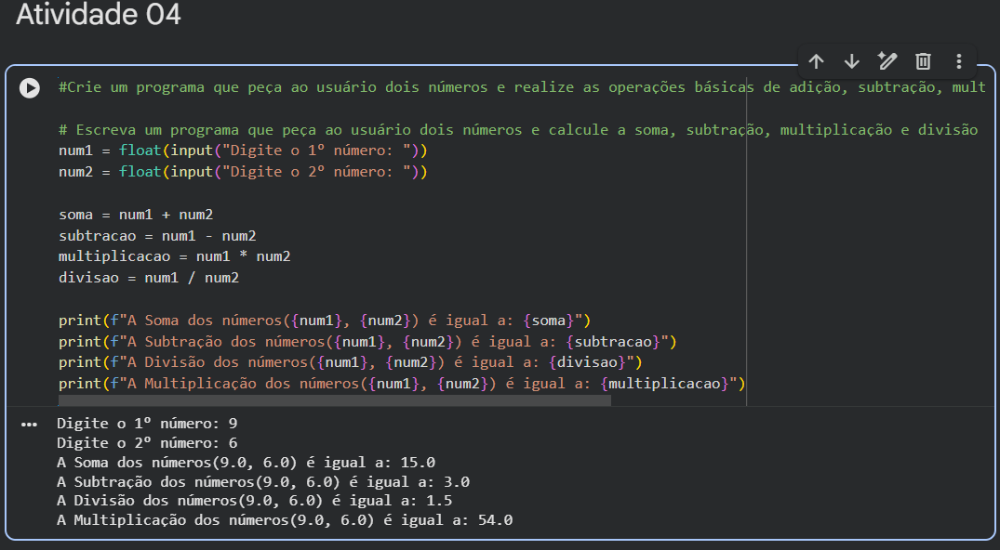 Atividade 04
#Crie um programa que peça ao usuário dois números e realize as operações básicas de adição, subtração, mult
# Escreva um programa que peça ao usuário dois números e calcule a soma, subtração, multiplicação e divisão
num1 = float(input("Digite o 1º número: "))
num2 = float(input("Digite o 2º número: "))
soma = num1 + num2
subtracao = num1 - num2
multiplicacao = num1 * num2
divisao = num1 / num2
print(f"A Soma dos números({num1}, {num2}) é igual a: {soma}")
print(f"A Subtração dos números({num1}, {num2}) é igual a: {subtracao}")
print(f"A Divisão dos números({num1}, {num2}) é igual a: {divisao}")
print(f"A Multiplicação dos números({num1}, {num2}) é igual a: {multiplicacao}")
Digite o 1º número: 9
Digite o 2º número: 6
A Soma dos números(9.0, 6.0) é igual a: 15.0
A Subtração dos números(9.0, 6.0) é igual a: 3.0
A Divisão dos números(9.0, 6.0) é igual a: 1.5
A Multiplicação dos números(9.0, 6.0) é igual a: 54.0